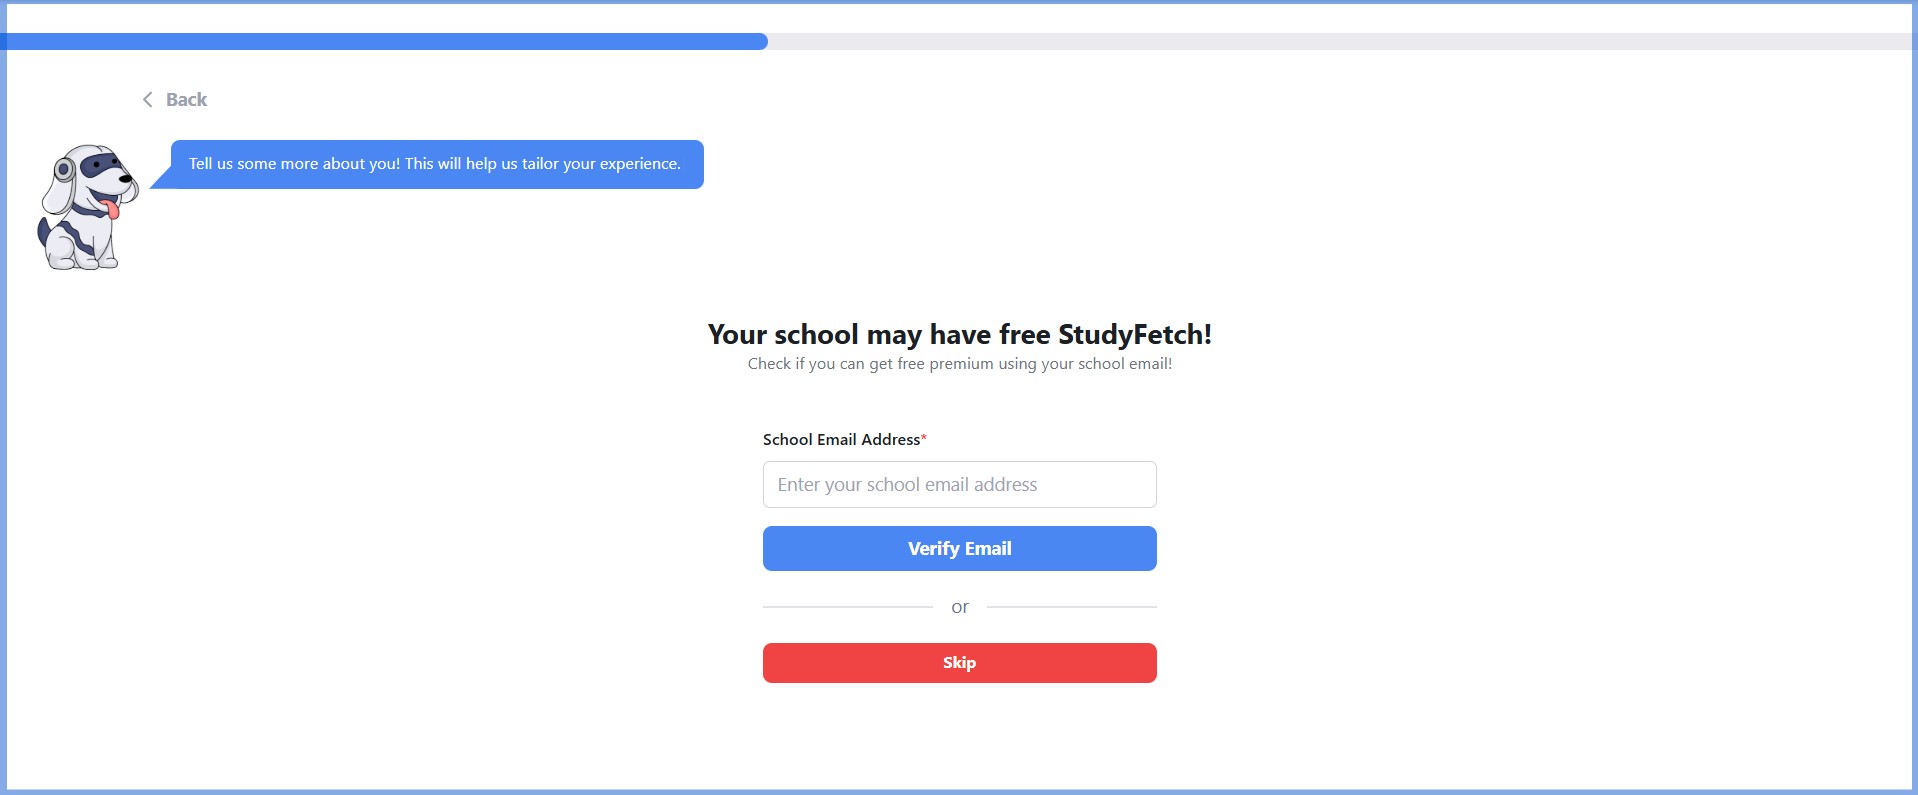 Back
Tell us some more about you! This will help us tailor your experience.
Your school may have free StudyFetch!
Check if you can get free premium using your school email!
School Email Address*
Enter your school email address
Verify Email
or
Skip